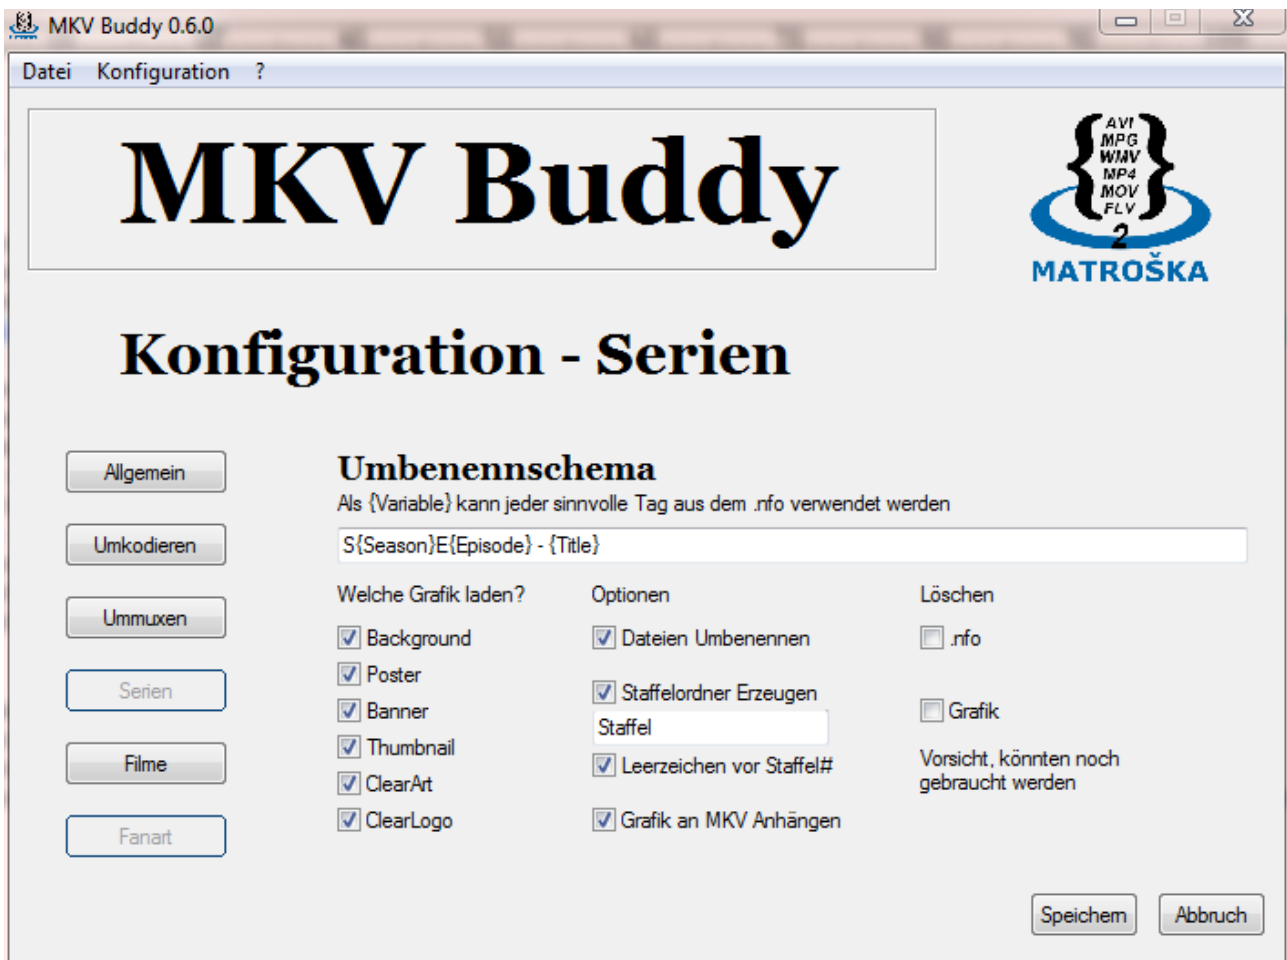 MKV Buddy 0.6.0
Datei Konfiguration ?
MKV Buddy
AVI
MPG
WMV
MP4
MOV
FLV
2
MATROŠKA
Konfiguration - Serien
Allgemein
Umkodieren
Ummuxen
Serien
Filme
Fanart
Umbenennschema
Als {Variable} kann jeder sinnvolle Tag aus dem .nfo verwendet werden
S{Season}E{Episode} - {Title}
Welche Grafik laden?
Background
Poster
Banner
Thumbnail
ClearArt
ClearLogo
Optionen
Dateien Umbenennen
Staffelordner Erzeugen
Staffel
Leerzeichen vor Staffel#
Grafik an MKV Anhängen
Löschen
.nfo
Grafik
Vorsicht, könnten noch
gebraucht werden
Speichern
Abbruch